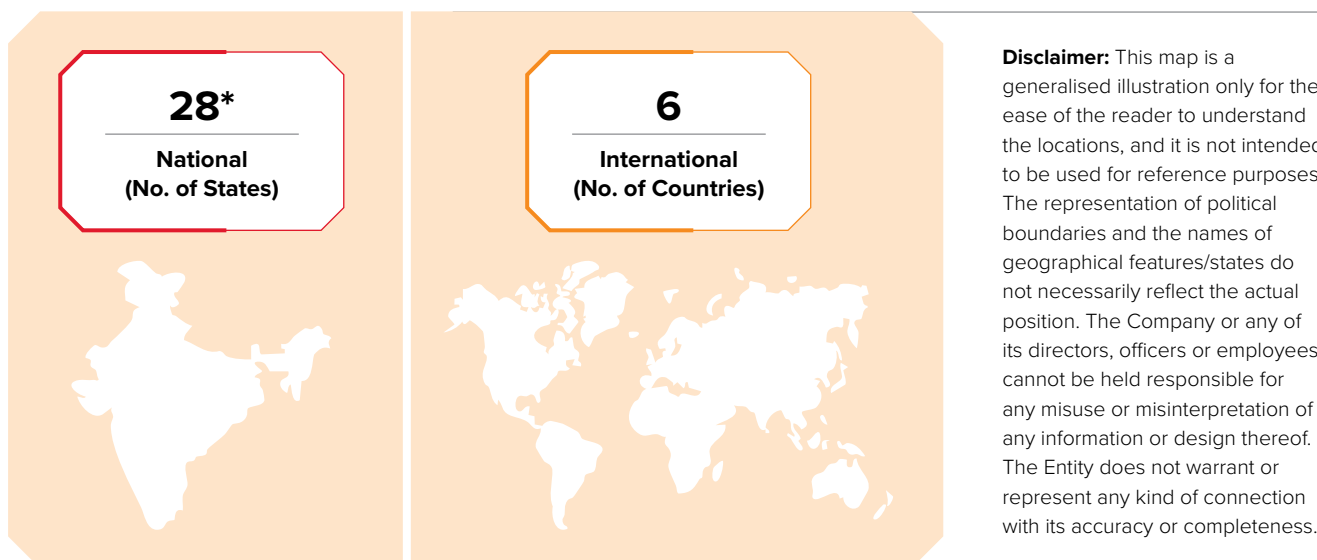 28*
National
(No. of States)
6
International
(No. of Countries)
Disclaimer: This map is a
generalised illustration only for the
ease of the reader to understand
the locations, and it is not intended
to be used for reference purposes
The representation of political
boundaries and the names of
geographical features/states do
not necessarily reflect the actual
position. The Company or any of
its directors, officers or employees
cannot be held responsible for
any misuse or misinterpretation of
any information or design thereof.
The Entity does not warrant or
represent any kind of connection
with its accuracy or completeness.